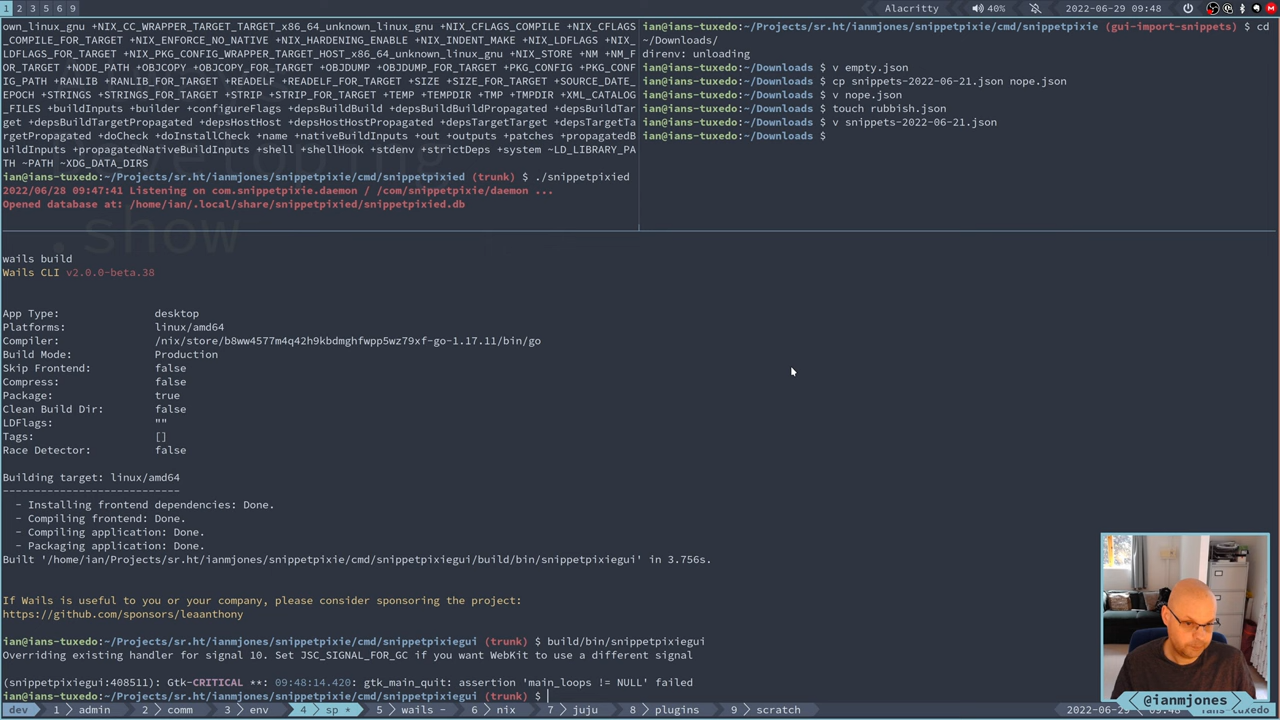 1 2 3 5 6 9
Alacritty
40%
2022-06-29 09:48
own_linux_gnu +NIX_CC_WRAPPER_TARGET_TARGET_x86_64_unknown_linux_gnu +NIX_CFLAGS_COMPILE +NIX_CFLAGS
_COMPILE_FOR_TARGET +NIX_ENFORCE_NO_NATIVE +NIX_HARDENING_ENABLE +NIX_INDENT_MAKE +NIX_LDFLAGS +NIX_
LDFLAGS_FOR_TARGET +NIX_PKG_CONFIG_WRAPPER_TARGET_HOST_x86_64_unknown_linux_gnu +NIX_STORE +NM +NM_F
OR_TARGET +NODE_PATH +OBJCOPY +OBJCOPY_FOR_TARGET +OBJDUMP +OBJDUMP_FOR_TARGET +PKG_CONFIG +PKG_CONF
IG_PATH +RANLIB +RANLIB_FOR_TARGET +READELF +READELF_FOR_TARGET +SIZE +SIZE_FOR_TARGET +SOURCE_DATE_
EPOCH +STRINGS +STRINGS_FOR_TARGET +STRIP +STRIP_FOR_TARGET +TEMP +TEMPDIR +TMP +TMPDIR +XML_CATALOG
_FILES +buildInputs +builder +configureFlags +depsBuildBuild +depsBuildBuildPropagated +depsBuildTar
get +depsBuildTargetPropagated +depsHostHost +depsHostHostPropagated +depsTargetTarget +depsTargetTa
rgetPropagated +doCheck +doInstallCheck +name +nativeBuildInputs +out +outputs +patches +propagatedB
uildInputs +propagatedNativeBuildInputs +shell +shellHook +stdenv +strictDeps +system ~LD_LIBRARY_PA
TH ~PATH ~XDG_DATA_DIRS
ian@ians-tuxedo:~/Projects/sr.ht/ianmjones/snippetpixie/cmd/snippetpixied (trunk) $ ./snippetpixied
2022/06/28 09:47:41 Listening on com.snippetpixie.daemon / /com/snippetpixie/daemon ...
Opened database at: /home/ian/.local/share/snippetpixied/snippetpixied.db
.show
ian@ians-tuxedo:~/Projects/sr.ht/ianmjones/snippetpixie/cmd/snippetpixie (gui-import-snippets) $ cd
~/Downloads/
direnv: unloading
ian@ians-tuxedo:~/Downloads $ v empty.json
ian@ians-tuxedo:~/Downloads $ cp snippets-2022-06-21.json nope.json
ian@ians-tuxedo:~/Downloads $ v nope.json
ian@ians-tuxedo:~/Downloads $ touch rubbish.json
ian@ians-tuxedo:~/Downloads $ v snippets-2022-06-21.json
ian@ians-tuxedo:~/Downloads $
wails build
Wails CLI v2.0.0-beta.38
App Type: desktop
Platforms: linux/amd64
Compiler: /nix/store/b8ww4577m4q42h9kbdmghfwpp5wz79xf-go-1.17.11/bin/go
Build Mode: Production
Skip Frontend: false
Compress: false
Package: true
Clean Build Dir: false
LDFlags: ""
Tags: []
Race Detector: false
Building target: linux/amd64
---------------------------
- Installing frontend dependencies: Done.
- Compiling frontend: Done.
- Compiling application: Done.
- Packaging application: Done.
Built '/home/ian/Projects/sr.ht/ianmjones/snippetpixie/cmd/snippetpixiegui/build/bin/snippetpixiegui' in 3.756s.
If Wails is useful to you or your company, please consider sponsoring the project:
https://github.com/sponsors/leaanthony
ian@ians-tuxedo:~/Projects/sr.ht/ianmjones/snippetpixie/cmd/snippetpixiegui (trunk) $ build/bin/snippetpixiegui
Overriding existing handler for signal 10. Set JSC_SIGNAL_FOR_GC if you want WebKit to use a different signal
(snippetpixiegui:408511): Gtk-CRITICAL **: 09:48:14.420: gtk_main_quit: assertion 'main_loops != NULL' failed
ian@ians-tuxedo:~/Projects/sr.ht/ianmjones/snippetpixie/cmd/snippetpixiegui (trunk) $
@ianmjones
dev 1 admin 2 comm 3 env 4 sp * 5 wails - 6 nix 7 juju 8 plugins 9 scratch 2022-06-29